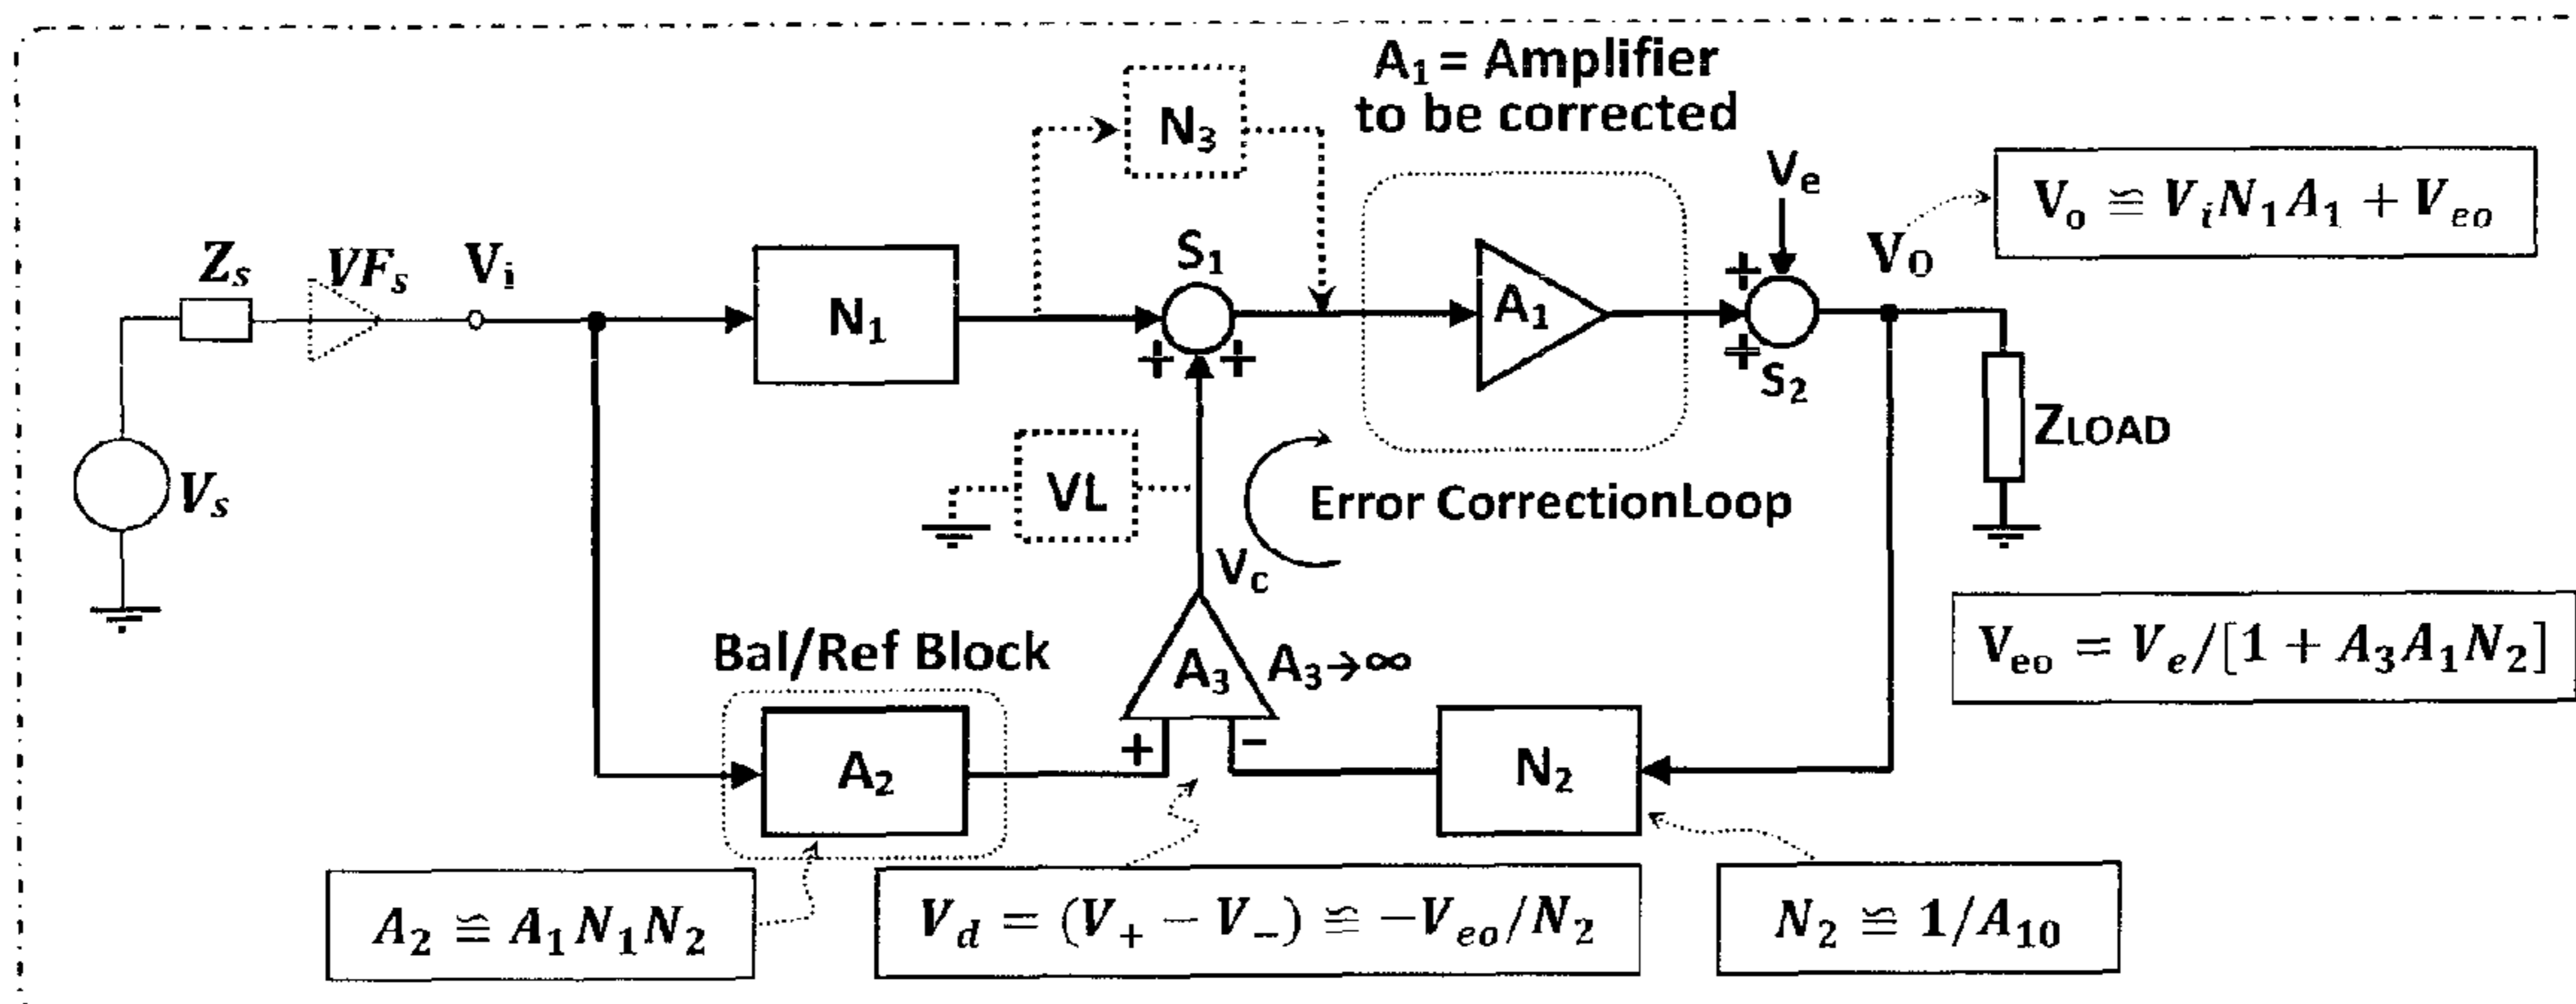 A₁ = Amplifier
to be corrected
N₃
Vₑ
Vₒ ≌ VᵢN₁A₁ + Vₑₒ
Zₛ
VFₛ
Vᵢ
N₁
S₁
A₁
V₀
S₂
Z LOAD
Vₛ
VL
Error CorrectionLoop
V꜀
Bal/Ref Block
A₃
A₃→∞
Vₑₒ = Vₑ/[1 + A₃A₁N₂]
A₂
N₂
A₂ ≌ A₁N₁N₂
V_d = (V₊ − V₋) ≌ −Vₑₒ/N₂
N₂ ≌ 1/A₁₀